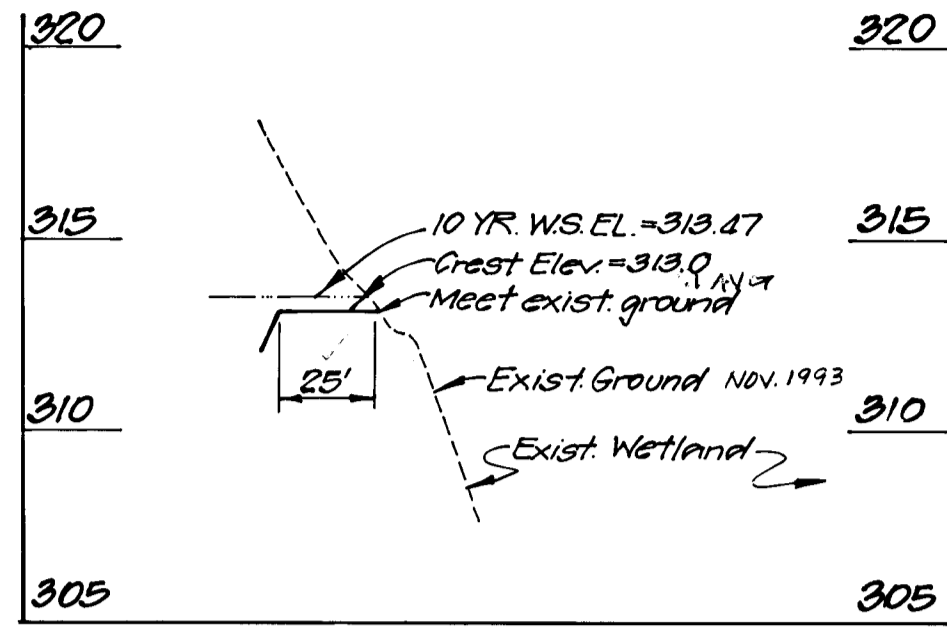 320 320
315 315
10 YR. W.S. EL. = 313.47
Crest Elev. = 313.0
Meet exist. ground
25'
Exist. Ground NOV. 1993
310 310
Exist. Wetland
305 305